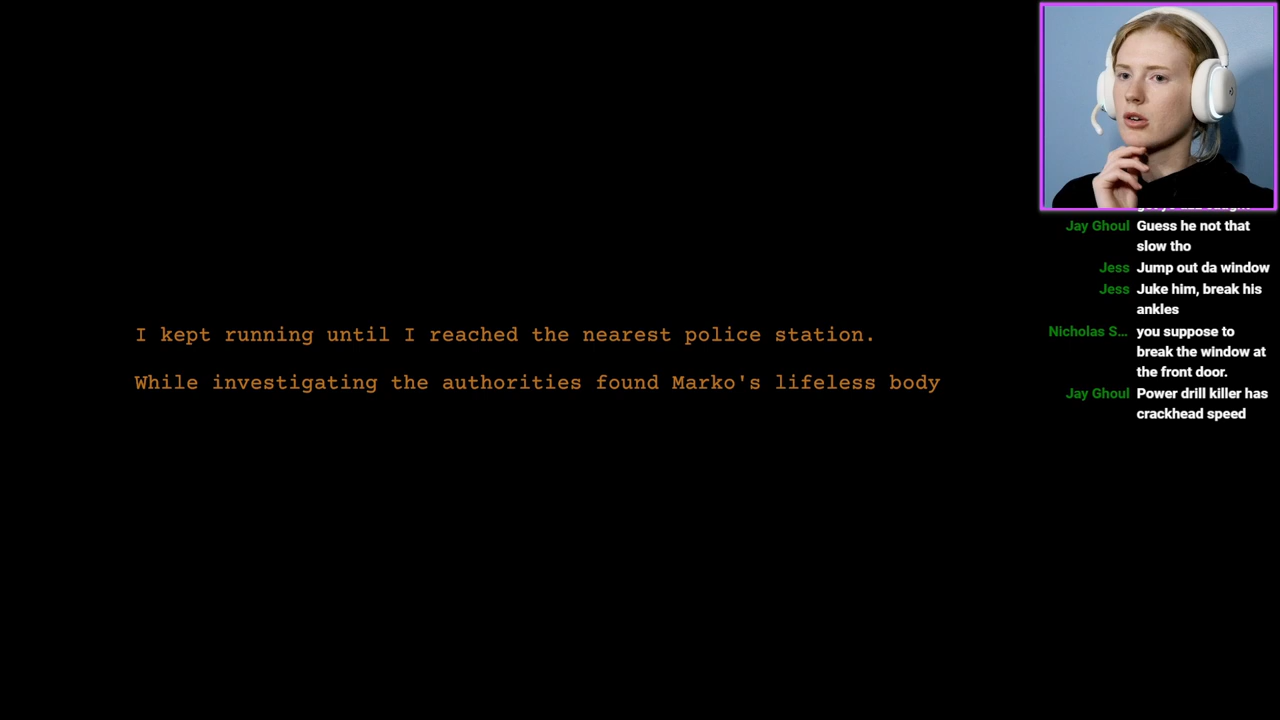 I kept running until I reached the nearest police station.
While investigating the authorities found Marko's lifeless body
Jay Ghoul Guess he not that
slow tho
Jess Jump out da window
Jess Juke him, break his
ankles
Nicholas S... you suppose to
break the window at
the front door.
Jay Ghoul Power drill killer has
crackhead speed